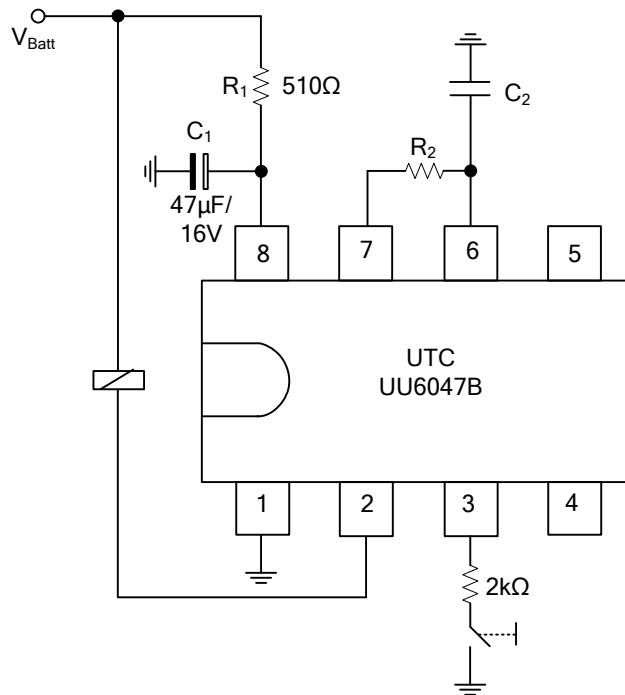 V_Batt
R₁ 510Ω
C₁
47μF/
16V
C₂
R₂
8 7 6 5
UTC
UU6047B
1 2 3 4
2kΩ